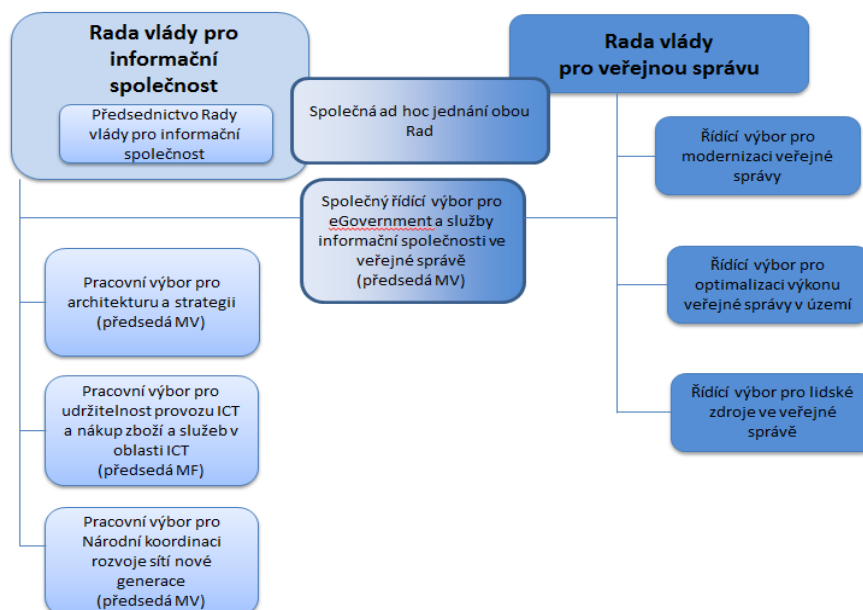 Rada vlády pro
informační
společnost
Předsednictvo Rady
vlády pro informační
společnost
Společná ad hoc jednání obou
Rad
Rada vlády
pro veřejnou správu
Společný řídící výbor pro
eGovernment a služby
informační společnosti ve
veřejné správě
(předsedá MV)
Pracovní výbor pro
architekturu a strategii
(předsedá MV)
Pracovní výbor pro
udržitelnost provozu ICT
a nákup zboží a služeb v
oblasti ICT
(předsedá MF)
Pracovní výbor pro
Národní koordinaci
rozvoje sítí nové
generace
(předsedá MV)
Řídící výbor pro
modernizaci veřejné
správy
Řídící výbor pro
optimalizaci výkonu
veřejné správy v území
Řídící výbor pro lidské
zdroje ve veřejné
správě